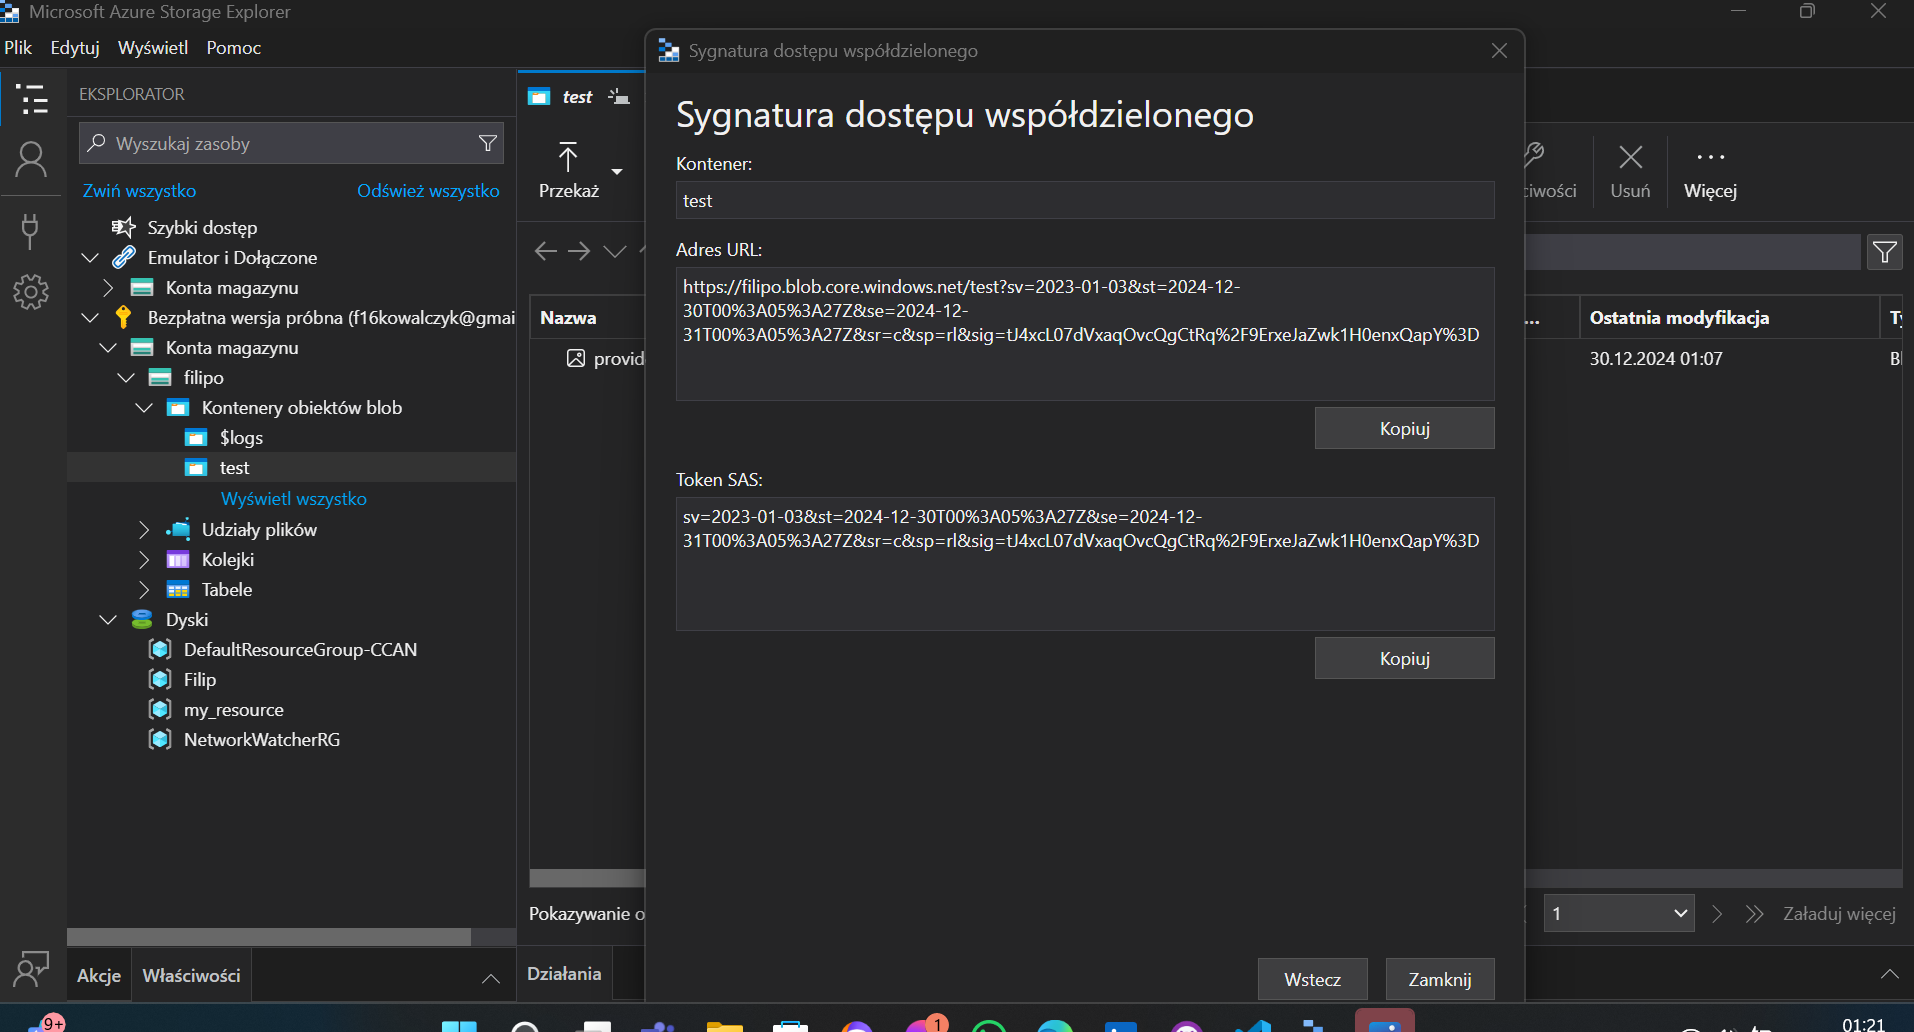 Microsoft Azure Storage Explorer
Plik Edytuj Wyświetl Pomoc
EKSPLORATOR
Wyszukaj zasoby
Zwiń wszystko Odśwież wszystko
Szybki dostęp
Emulator i Dołączone
Konta magazynu
Bezpłatna wersja próbna (f16kowalczyk@gmai
Konta magazynu
filipo
Kontenery obiektów blob
$logs
test
Wyświetl wszystko
Udziały plików
Kolejki
Tabele
Dyski
DefaultResourceGroup-CCAN
Filip
my_resource
NetworkWatcherRG
Akcje Właściwości
test
Przekaż
Nazwa
provid
Pokazywanie o
Działania
Sygnatura dostępu współdzielonego
Sygnatura dostępu współdzielonego
Kontener:
test
Adres URL:
https://filipo.blob.core.windows.net/test?sv=2023-01-03&st=2024-12-
30T00%3A05%3A27Z&se=2024-12-
31T00%3A05%3A27Z&sr=c&sp=rl&sig=tJ4xcL07dVxaqOvcQgCtRq%2F9ErxeJaZwk1H0enxQapY%3D
Kopiuj
Token SAS:
sv=2023-01-03&st=2024-12-30T00%3A05%3A27Z&se=2024-12-
31T00%3A05%3A27Z&sr=c&sp=rl&sig=tJ4xcL07dVxaqOvcQgCtRq%2F9ErxeJaZwk1H0enxQapY%3D
Kopiuj
Wstecz Zamknij
ciwości Usuń Więcej
... Ostatnia modyfikacja
30.12.2024 01:07
1 Załaduj więcej
9+ 1 01:21